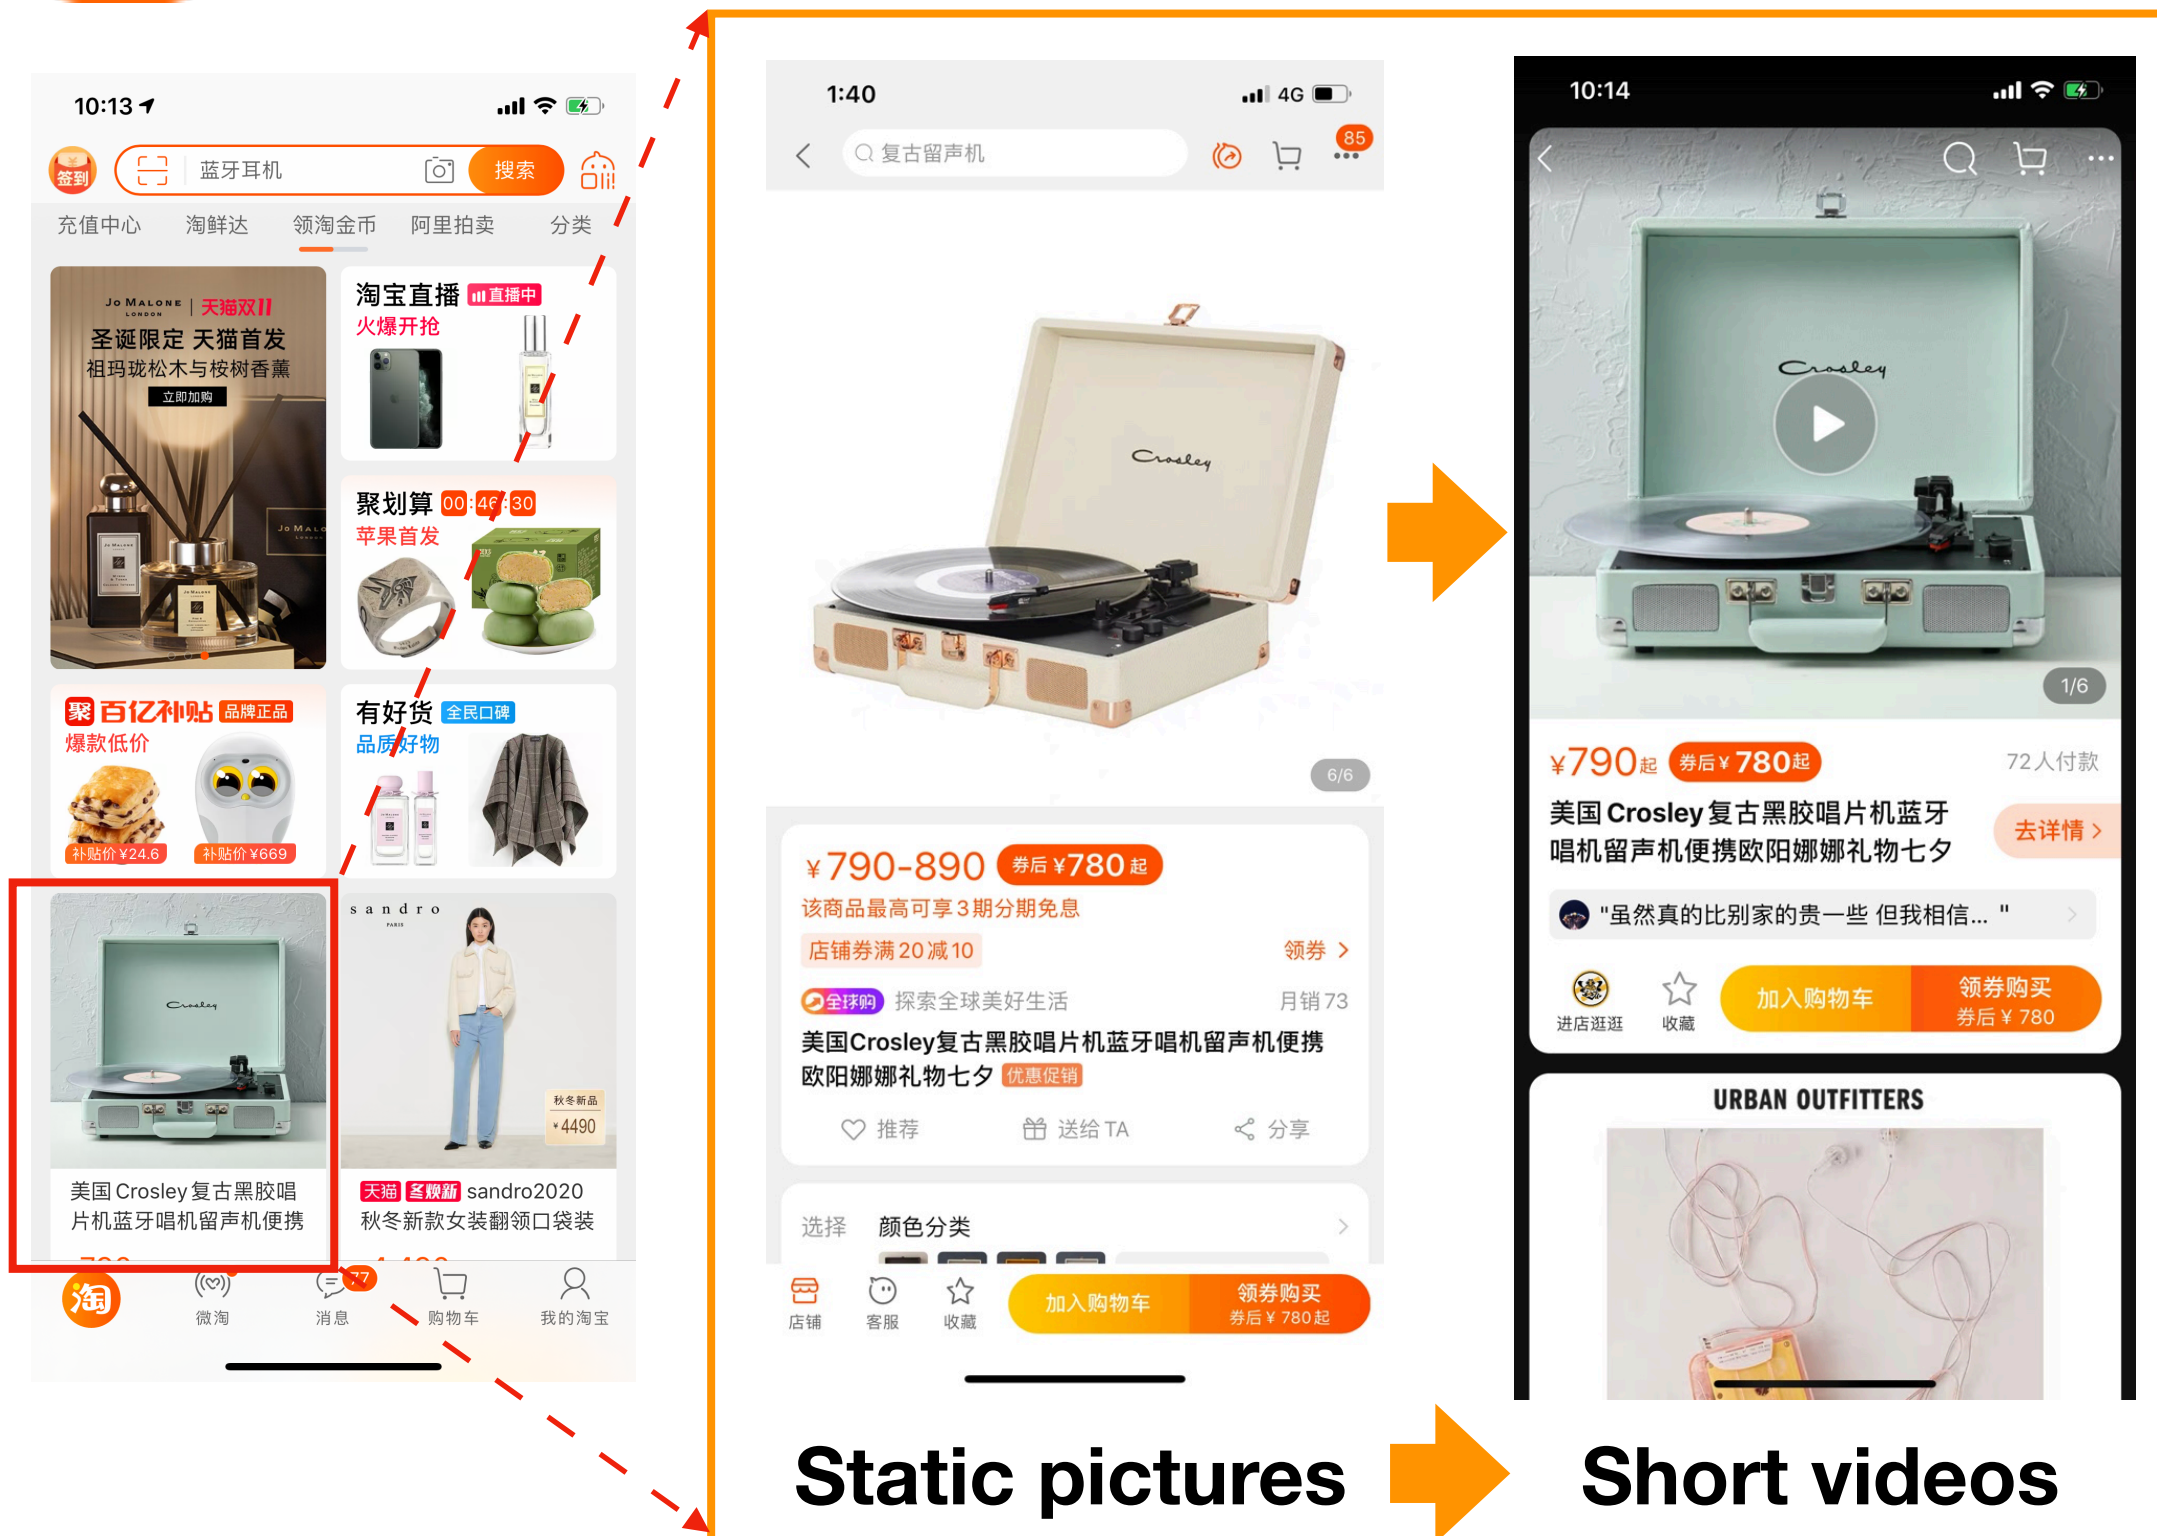 10:13
签到
蓝牙耳机
搜索
充值中心 淘鲜达 领淘金币 阿里拍卖 分类
JO MALONE
LONDON
天猫双11
圣诞限定 天猫首发
祖玛珑松木与桉树香薰
立即加购
淘宝直播 直播中
火爆开抢
聚划算 00:46:30
苹果首发
聚 百亿补贴 品牌正品
爆款低价
补贴价¥24.6 补贴价¥669
有好货 全民口碑
品质好物
Crosley
美国Crosley复古黑胶唱
片机蓝牙唱机留声机便携
sandro
PARIS
秋冬新品
¥4490
天猫 冬焕新 sandro2020
秋冬新款女装翻领口袋装
淘
微淘
消息
77
购物车
我的淘宝
1:40
4G
复古留声机
85
Crosley
6/6
¥790-890 券后¥780起
该商品最高可享3期分期免息
店铺券满20减10 领券
全球购 探索全球美好生活 月销73
美国Crosley复古黑胶唱片机蓝牙唱机留声机便携
欧阳娜娜礼物七夕 优惠促销
推荐 送给TA 分享
选择 颜色分类
店铺 客服 收藏
加入购物车
领券购买
券后¥780起
Static pictures
10:14
Crosley
1/6
¥790起 券后¥780起 72人付款
美国Crosley复古黑胶唱片机蓝牙
唱机留声机便携欧阳娜娜礼物七夕
去详情
"虽然真的比别家的贵一些 但我相信... "
进店逛逛 收藏
加入购物车
领券购买
券后¥780
URBAN OUTFITTERS
Short videos